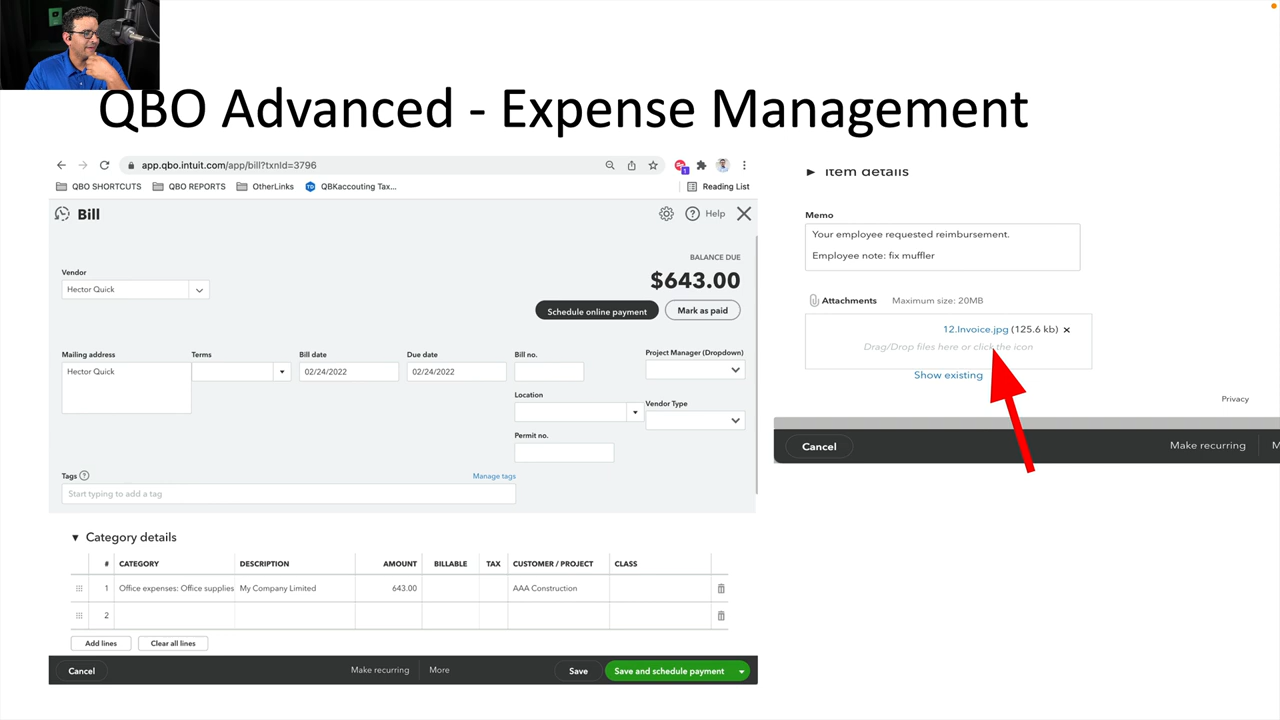 QBO Advanced - Expense Management
app.qbo.intuit.com/app/bill?txnId=3796
QBO SHORTCUTS QBO REPORTS OtherLinks QBKaccouting Tax... Reading List
Bill Help
BALANCE DUE
$643.00
Vendor
Hector Quick
Schedule online payment Mark as paid
Mailing address Terms Bill date Due date Bill no. Project Manager (Dropdown)
Hector Quick 02/24/2022 02/24/2022
Location Vendor Type
Permit no.
Tags Manage tags
Start typing to add a tag
Category details
# CATEGORY DESCRIPTION AMOUNT BILLABLE TAX CUSTOMER / PROJECT CLASS
1 Office expenses: Office supplies My Company Limited 643.00 AAA Construction
2
Add lines Clear all lines
Cancel Make recurring More Save Save and schedule payment
Item details
Memo
Your employee requested reimbursement.
Employee note: fix muffler
Attachments Maximum size: 20MB
12.Invoice.jpg (125.6 kb)
Drag/Drop files here or click the icon
Show existing
Privacy
Cancel Make recurring M